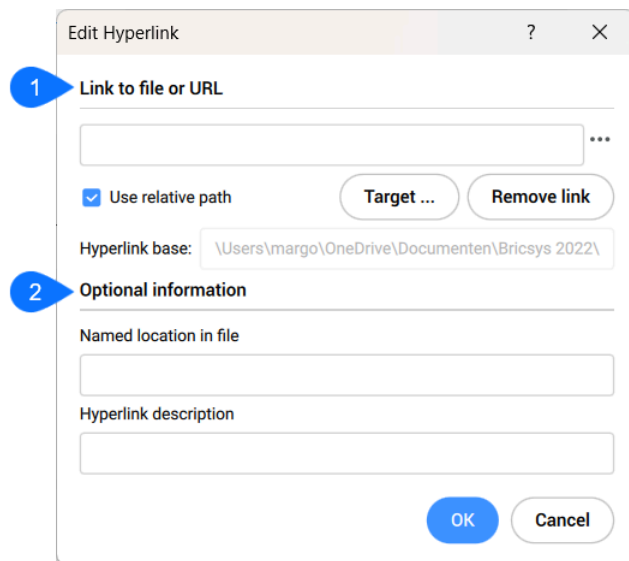 Edit Hyperlink ?
1 Link to file or URL
...
Use relative path Target ... Remove link
Hyperlink base: \Users\margo\OneDrive\Documenten\Bricsys 2022\
2 Optional information
Named location in file
Hyperlink description
OK Cancel